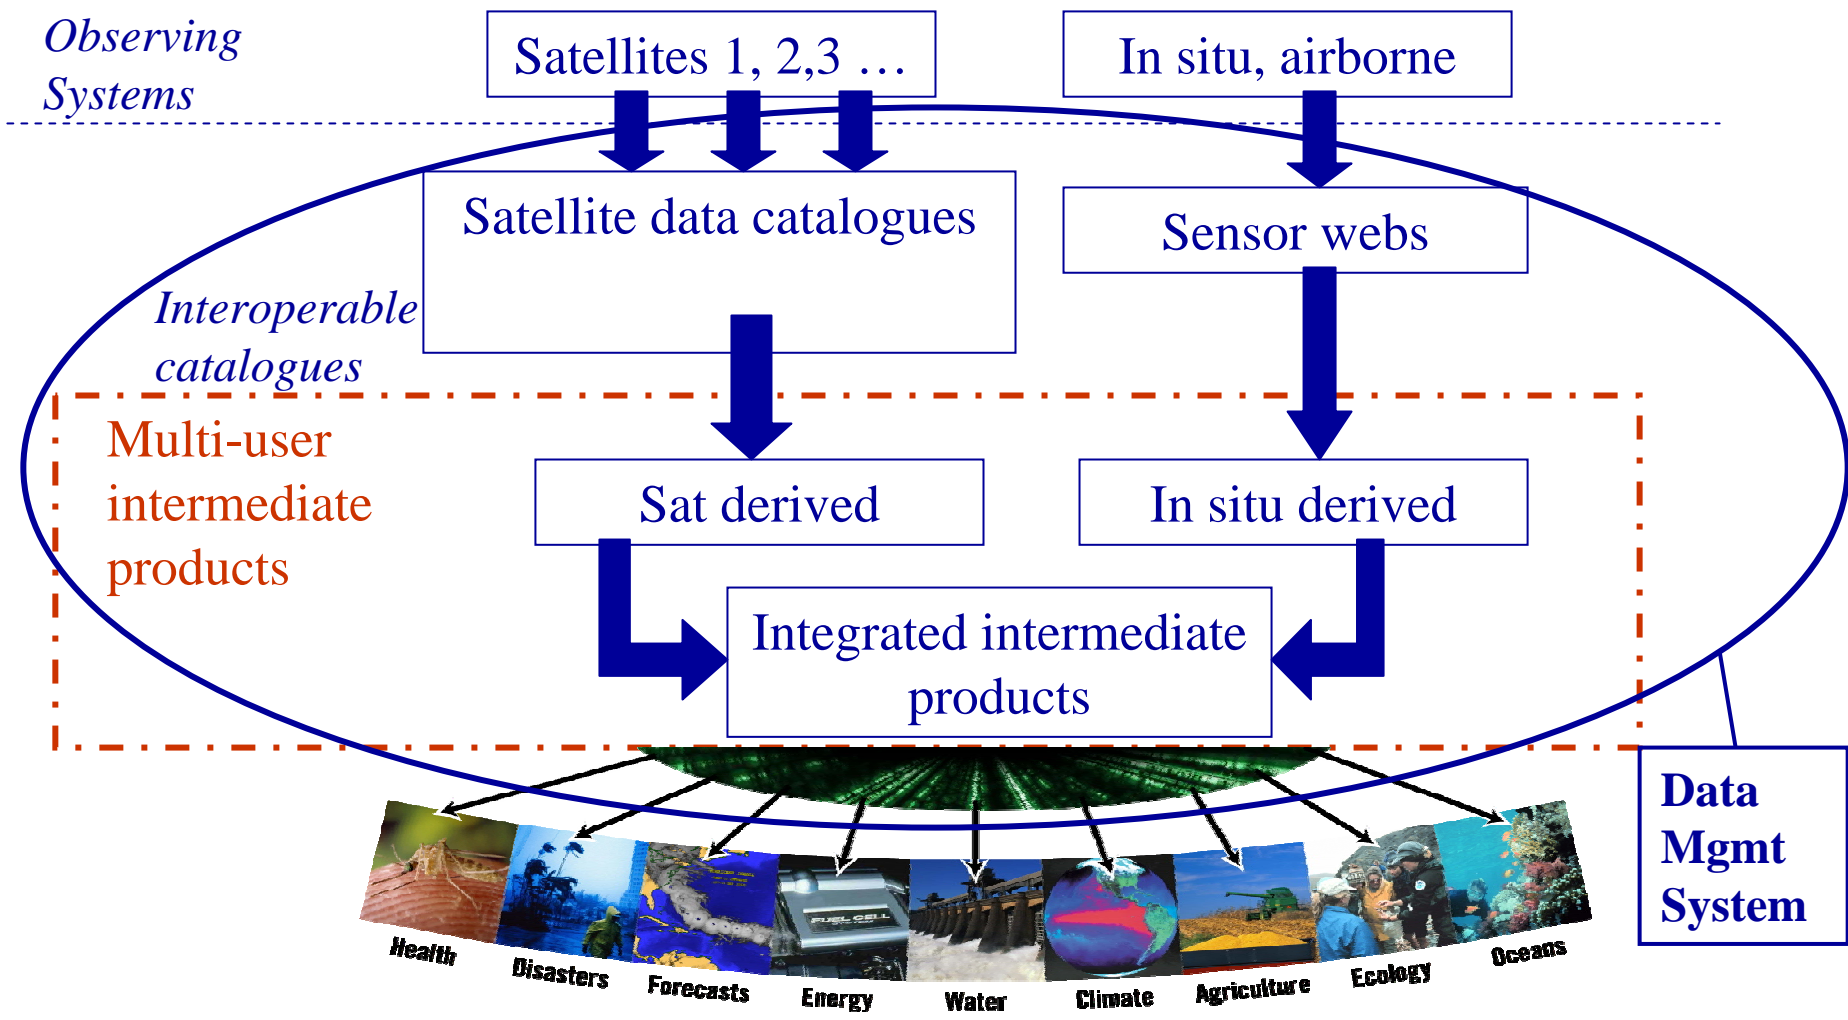 Observing
Systems
Satellites 1, 2,3 …
In situ, airborne
Satellite data catalogues
Sensor webs
Interoperable
catalogues
Multi-user
intermediate
products
Sat derived
In situ derived
Integrated intermediate
products
Data
Mgmt
System
FUEL CELL
Health
Disasters
Forecasts
Energy
Water
Climate
Agriculture
Ecology
Oceans